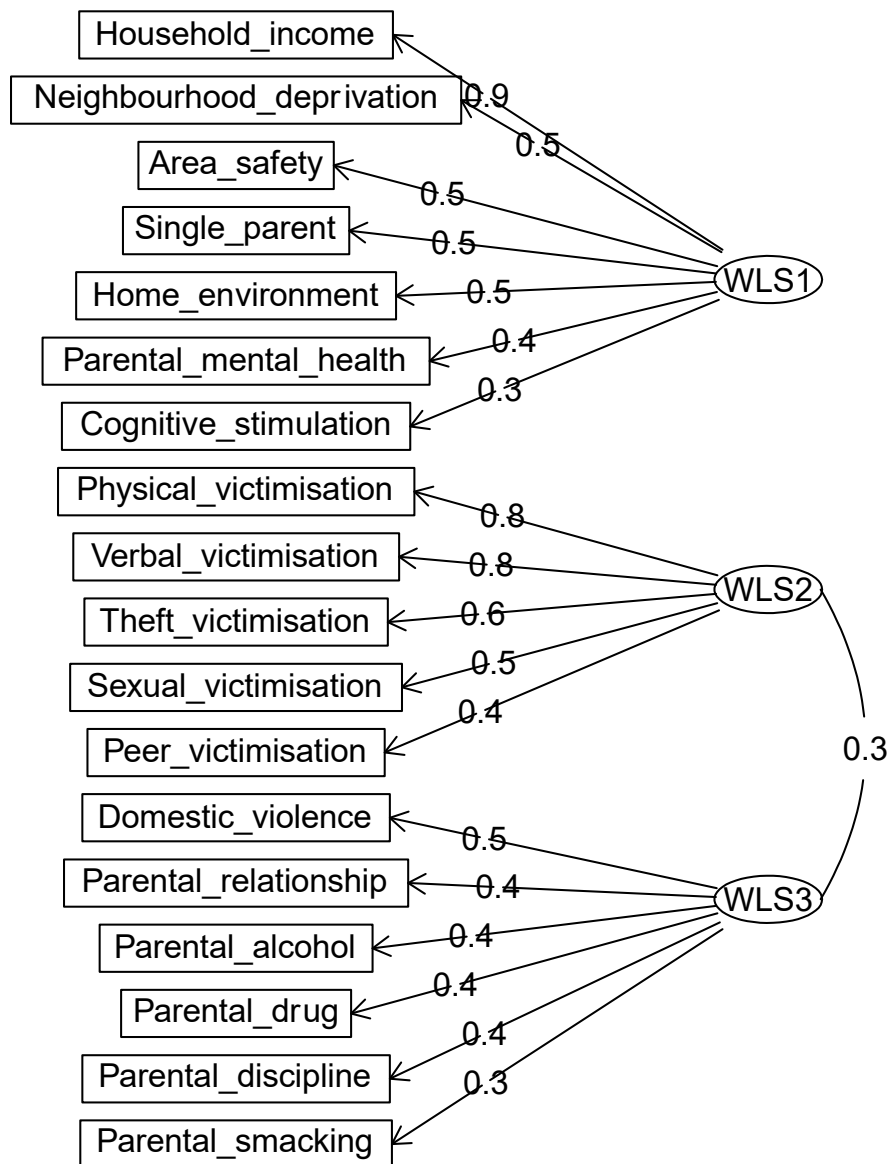 Household_income
Neighbourhood_deprivation
0.9
0.5
Area_safety
0.5
Single_parent
0.5
WLS1
Home_environment
0.5
Parental_mental_health
0.4
Cognitive_stimulation
0.3
Physical_victimisation
0.8
Verbal_victimisation
0.8
WLS2
Theft_victimisation
0.6
Sexual_victimisation
0.5
Peer_victimisation
0.4
0.3
Domestic_violence
0.5
Parental_relationship
0.4
WLS3
Parental_alcohol
0.4
Parental_drug
0.4
Parental_discipline
0.4
Parental_smacking
0.3